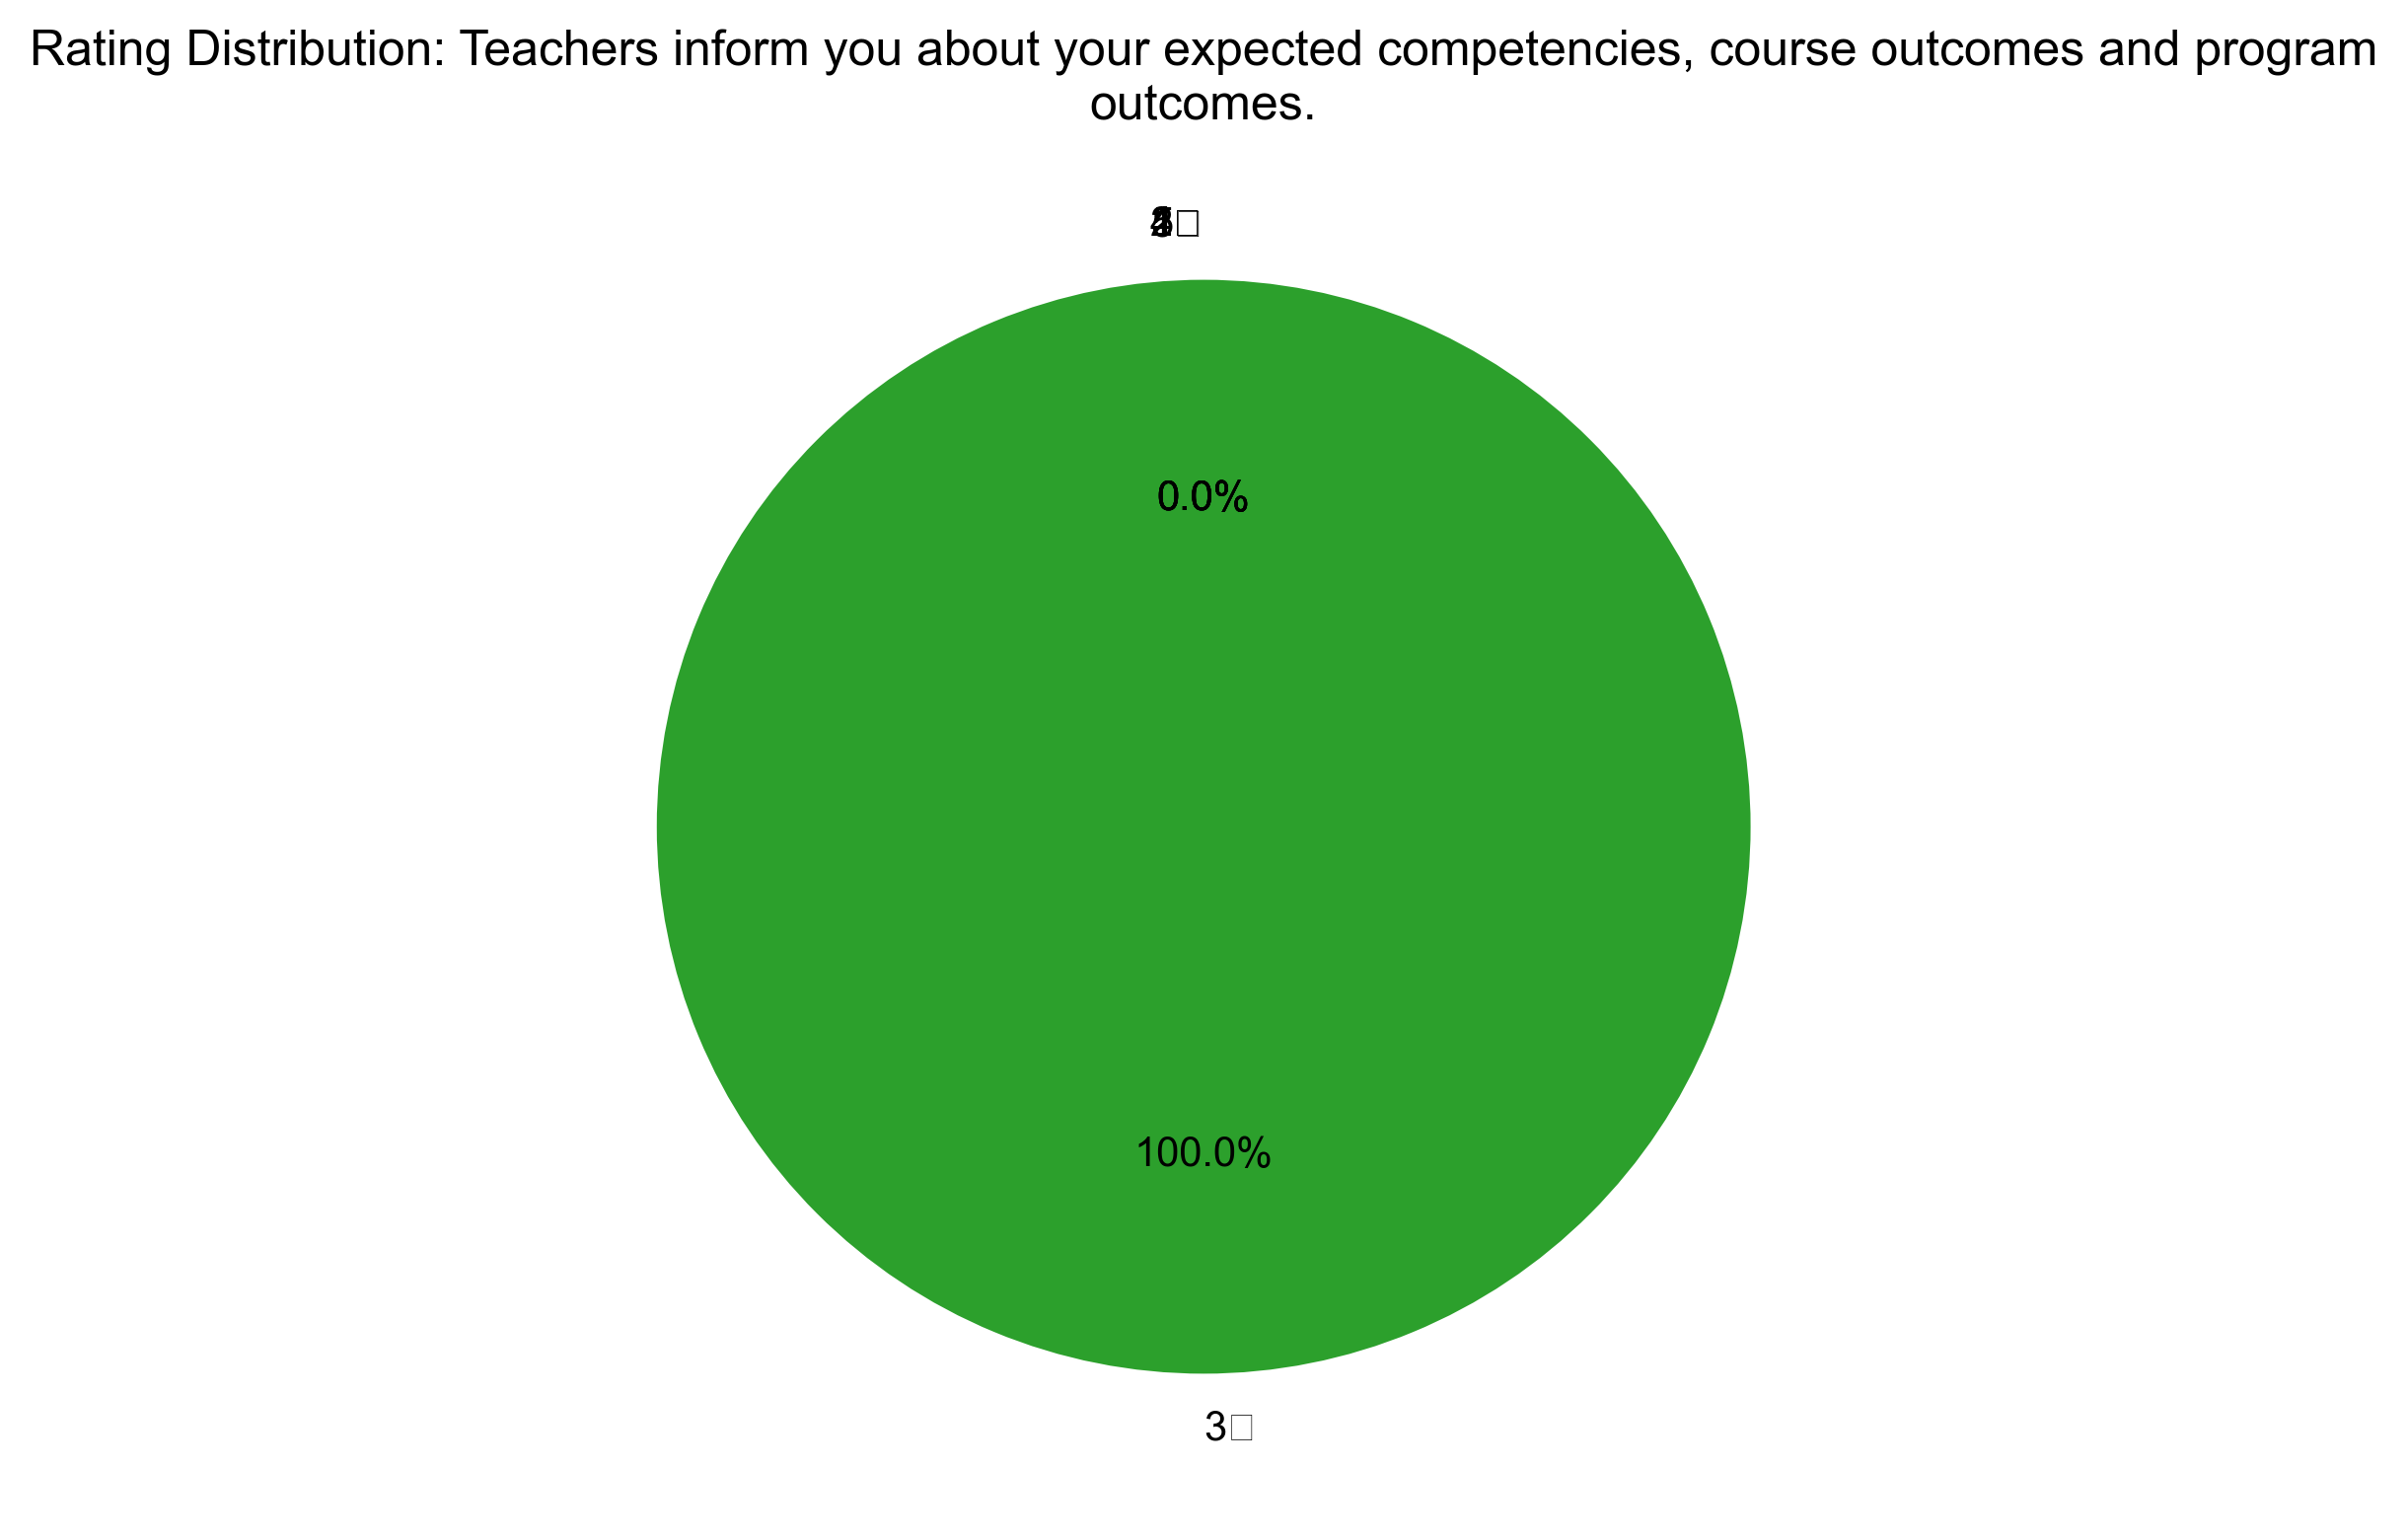 Rating Distribution: Teachers inform you about your expected competencies, course outcomes and program
outcomes.
0.0%
100.0%
3